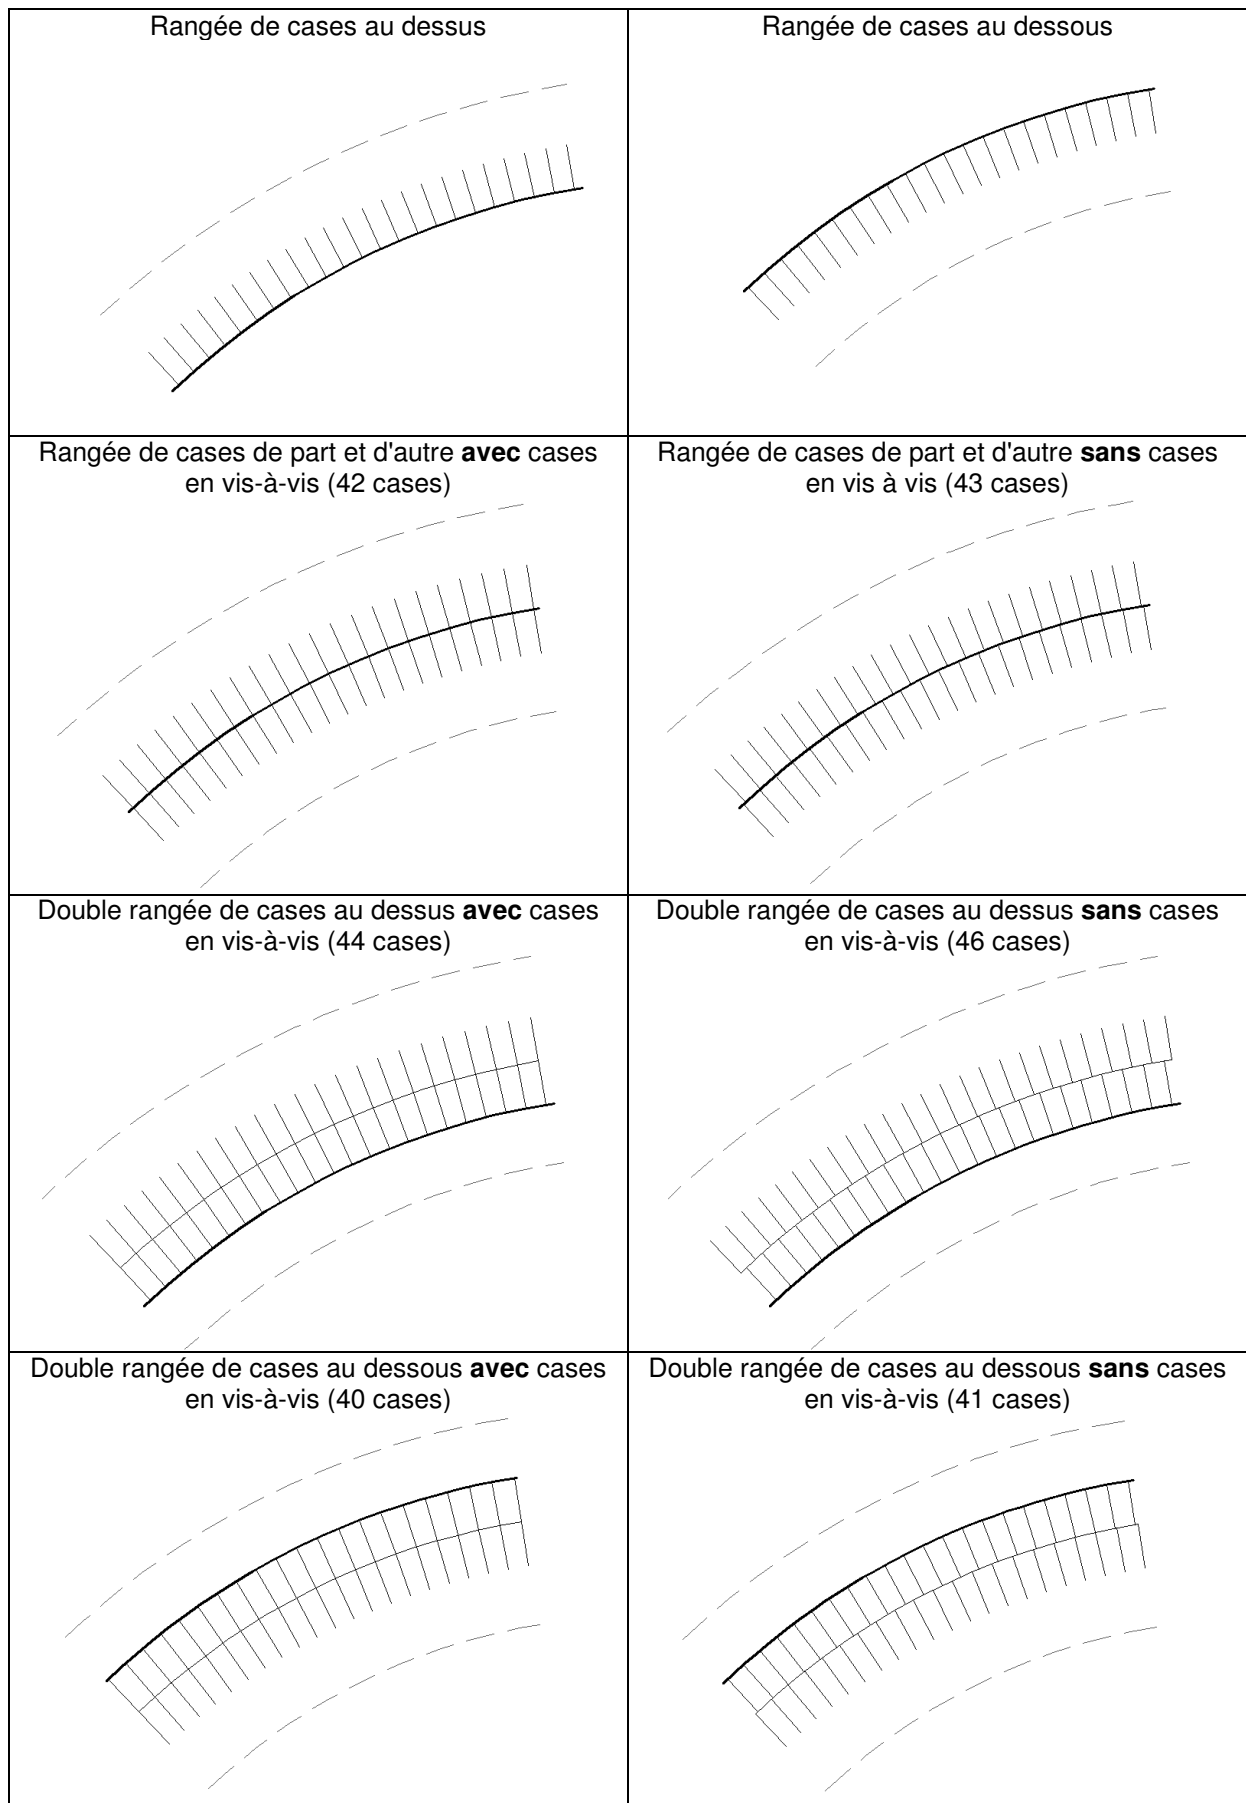 Rangée de cases au dessus
Rangée de cases au dessous
Rangée de cases de part et d'autre avec cases
en vis-à-vis (42 cases)
Rangée de cases de part et d'autre sans cases
en vis à vis (43 cases)
Double rangée de cases au dessus avec cases
en vis-à-vis (44 cases)
Double rangée de cases au dessus sans cases
en vis-à-vis (46 cases)
Double rangée de cases au dessous avec cases
en vis-à-vis (40 cases)
Double rangée de cases au dessous sans cases
en vis-à-vis (41 cases)